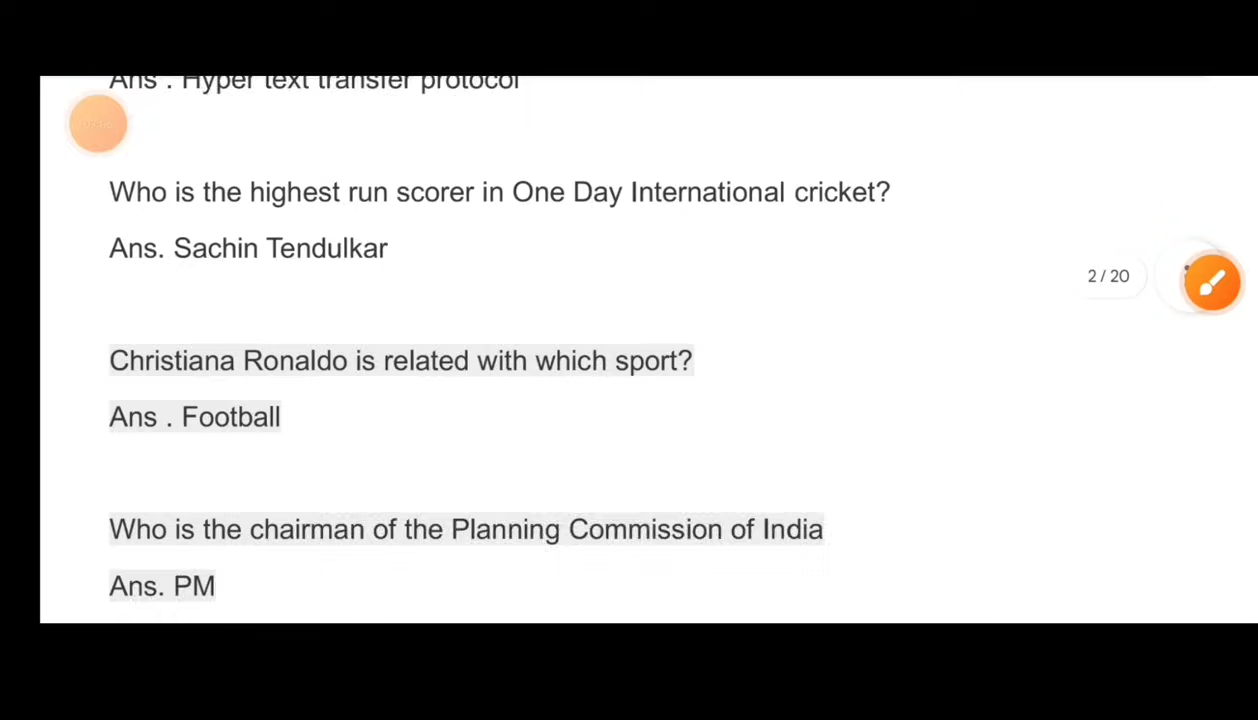 Ans . Hyper text transfer protocol
Who is the highest run scorer in One Day International cricket?
Ans. Sachin Tendulkar
2 / 20
Christiana Ronaldo is related with which sport?
Ans . Football
Who is the chairman of the Planning Commission of India
Ans. PM